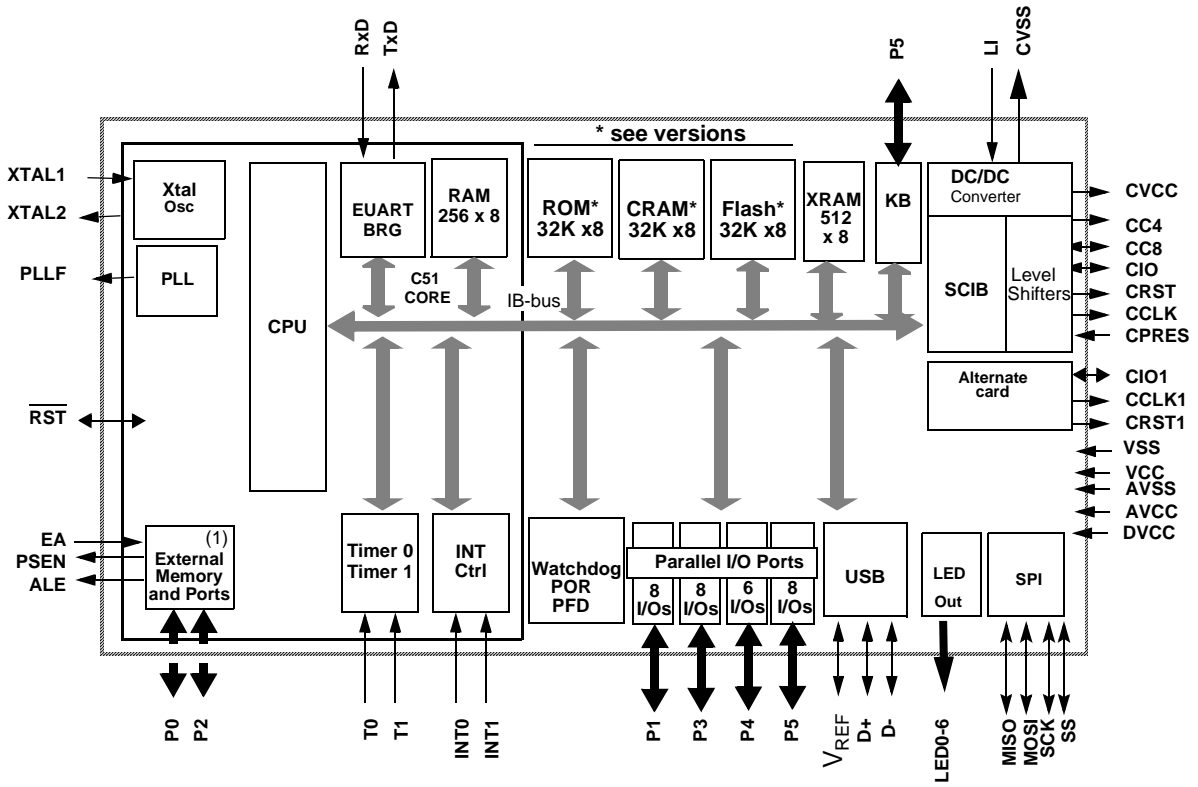 RxD
TxD
P5
LI
CVSS
* see versions
XTAL1
XTAL2
PLLF
RST
EA
PSEN
ALE
Xtal
Osc
PLL
CPU
EUART
BRG
RAM
256 x 8
C51
CORE
IB-bus
ROM*
32K x8
CRAM*
32K x8
Flash*
32K x8
XRAM
512
x 8
KB
DC/DC
Converter
SCIB
Level
Shifters
Alternate
card
CVCC
CC4
CC8
CIO
CRST
CCLK
CPRES
CIO1
CCLK1
CRST1
VSS
VCC
AVSS
AVCC
DVCC
(1)
External
Memory
and Ports
Timer 0
Timer 1
INT
Ctrl
Watchdog
POR
PFD
Parallel I/O Ports
8
I/Os
8
I/Os
6
I/Os
8
I/Os
USB
LED
Out
SPI
P0
P2
T0
T1
INT0
INT1
P1
P3
P4
P5
VREF
D+
D-
LED0-6
MISO
MOSI
SCK
SS